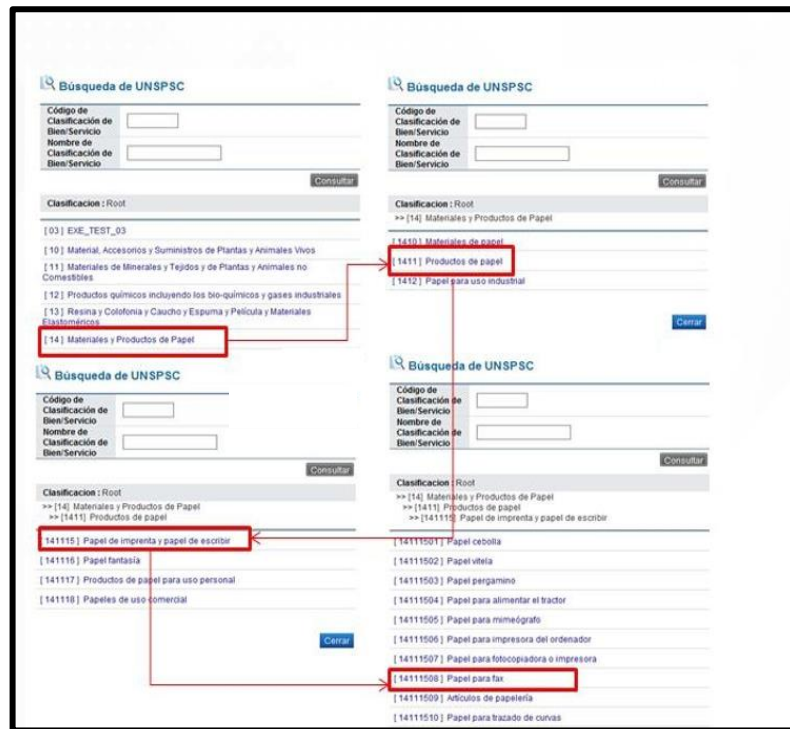 Búsqueda de UNSPSC
Código de
Clasificación de
Bien/Servicio
Nombre de
Clasificación de
Bien/Servicio
Consultar
Clasificacion : Root
[ 03 ] EXE_TEST_03
[ 10 ] Material, Accesorios y Suministros de Plantas y Animales Vivos
[ 11 ] Materiales de Minerales y Tejidos y de Plantas y Animales no
Comestibles
[ 12 ] Productos químicos incluyendo los bio-químicos y gases industriales
[ 13 ] Resina y Colofonia y Caucho y Espuma y Película y Materiales
Elastoméricos
[ 14 ] Materiales y Productos de Papel
Búsqueda de UNSPSC
Código de
Clasificación de
Bien/Servicio
Nombre de
Clasificación de
Bien/Servicio
Consultar
Clasificacion : Root
>> [14] Materiales y Productos de Papel
[ 1410 ] Materiales de papel
[ 1411 ] Productos de papel
[ 1412 ] Papel para uso industrial
Cerrar
Búsqueda de UNSPSC
Código de
Clasificación de
Bien/Servicio
Nombre de
Clasificación de
Bien/Servicio
Consultar
Clasificacion : Root
>> [14] Materiales y Productos de Papel
>> [1411] Productos de papel
[ 141115 ] Papel de imprenta y papel de escribir
[ 141116 ] Papel fantasía
[ 141117 ] Productos de papel para uso personal
[ 141118 ] Papeles de uso comercial
Cerrar
Búsqueda de UNSPSC
Código de
Clasificación de
Bien/Servicio
Nombre de
Clasificación de
Bien/Servicio
Consultar
Clasificacion : Root
>> [14] Materiales y Productos de Papel
>> [1411] Productos de papel
>> [141115] Papel de imprenta y papel de escribir
[ 14111501 ] Papel cebolla
[ 14111502 ] Papel vitela
[ 14111503 ] Papel pergamino
[ 14111504 ] Papel para alimentar el tractor
[ 14111505 ] Papel para mimeógrafo
[ 14111506 ] Papel para impresora del ordenador
[ 14111507 ] Papel para fotocopiadora o impresora
[ 14111508 ] Papel para fax
[ 14111509 ] Artículos de papelería
[ 14111510 ] Papel para trazado de curvas